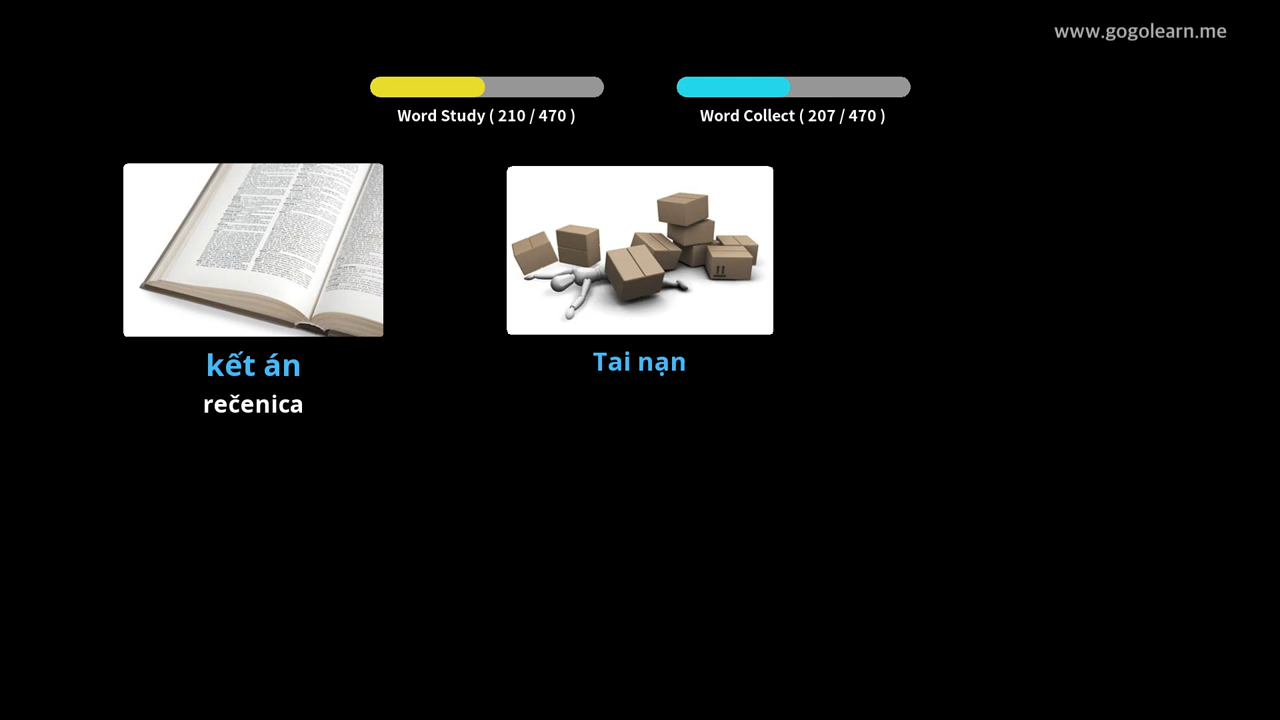 www.gogolearn.me
Word Study ( 210 / 470 )
Word Collect ( 207 / 470 )
kết án
rečenica
Tai nạn